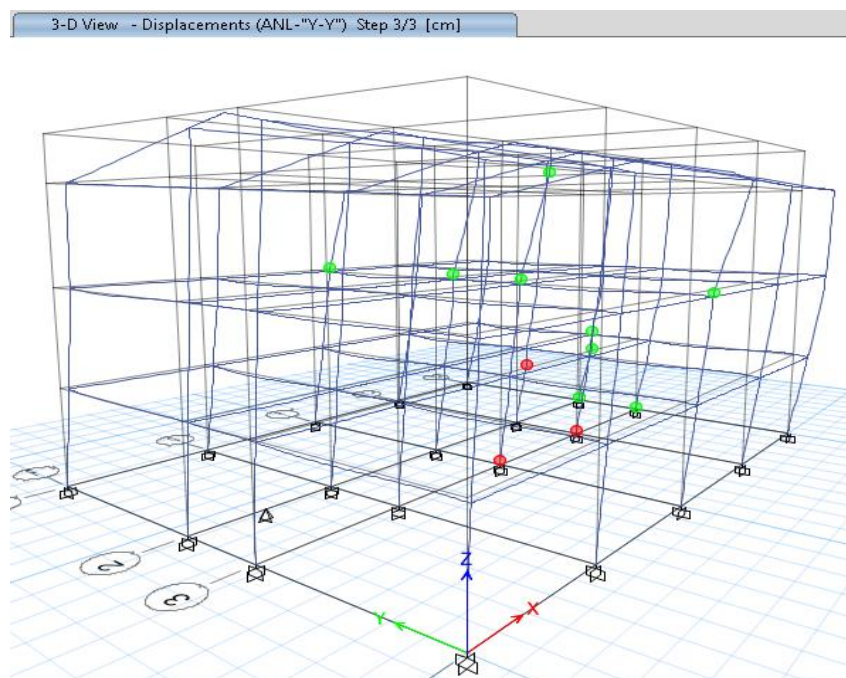 3-D View - Displacements (ANL-"Y-Y") Step 3/3 [cm]
Z
X
Y
2
3